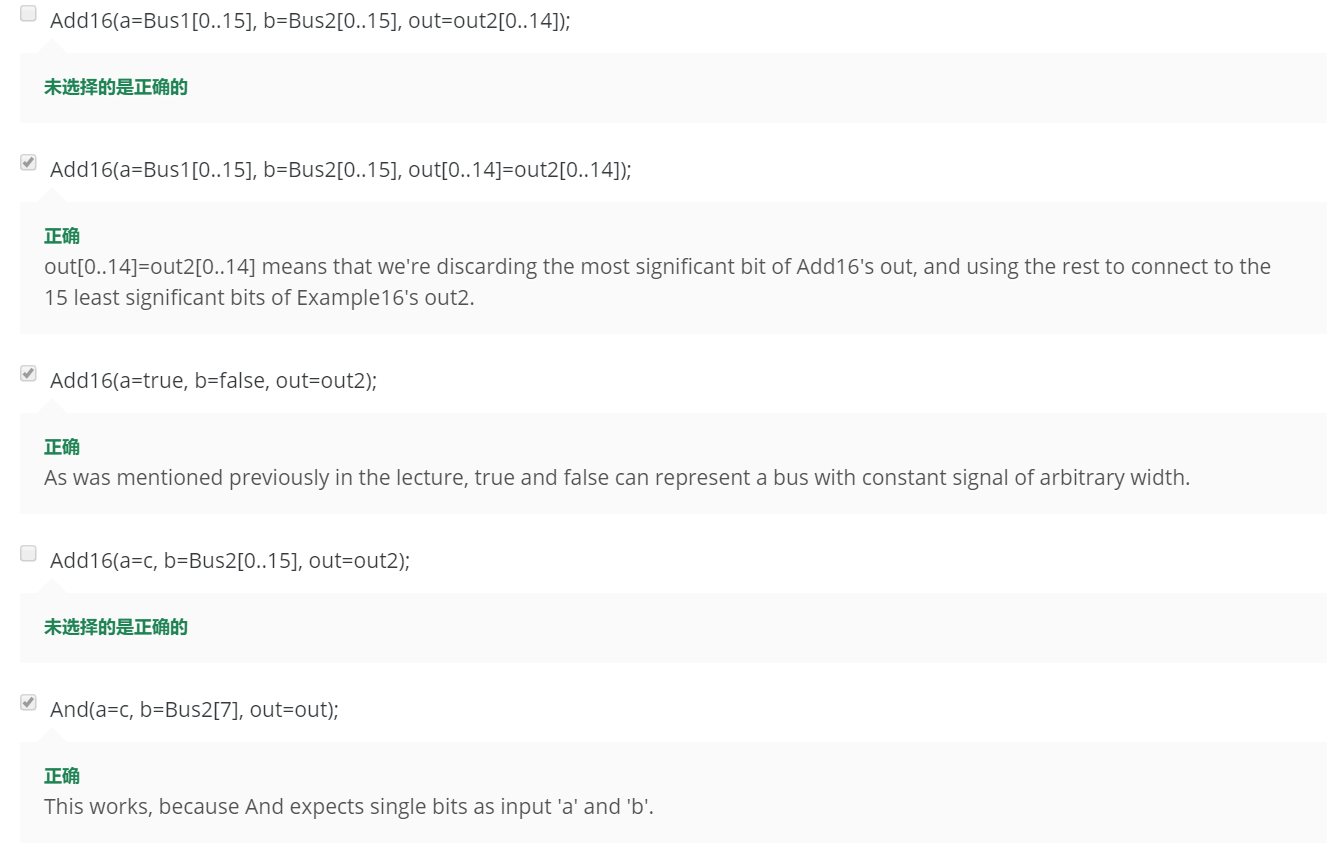 Add16(a=Bus1[0..15], b=Bus2[0..15], out=out2[0..14]);
未选择的是正确的
Add16(a=Bus1[0..15], b=Bus2[0..15], out[0..14]=out2[0..14]);
正确
out[0..14]=out2[0..14] means that we're discarding the most significant bit of Add16's out, and using the rest to connect to the
15 least significant bits of Example16's out2.
Add16(a=true, b=false, out=out2);
正确
As was mentioned previously in the lecture, true and false can represent a bus with constant signal of arbitrary width.
Add16(a=c, b=Bus2[0..15], out=out2);
未选择的是正确的
And(a=c, b=Bus2[7], out=out);
正确
This works, because And expects single bits as input 'a' and 'b'.